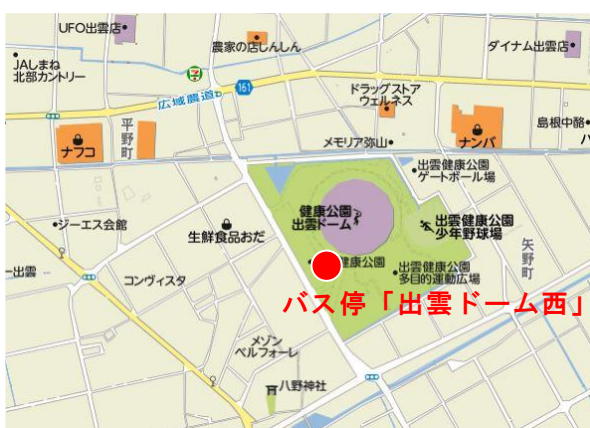 UFO出雲店
農家の店しんしん
ダイナム出雲店
JAしまね
北部カントリー
7
161
広域農道
ドラッグストア
ウェルネス
平野町
ナフコ
メモリア弥山
ナンバ
島根中酪
出雲健康公園
ゲートボール場
健康公園
出雲ドーム
出雲健康公園
少年野球場
ジーエス会館
生鮮食品おだ
矢野町
健康公園
出雲健康公園
多目的運動広場
ー出雲
コンヴィスタ
バス停「出雲ドーム西」
メゾン
ベルフォーレ
八野神社